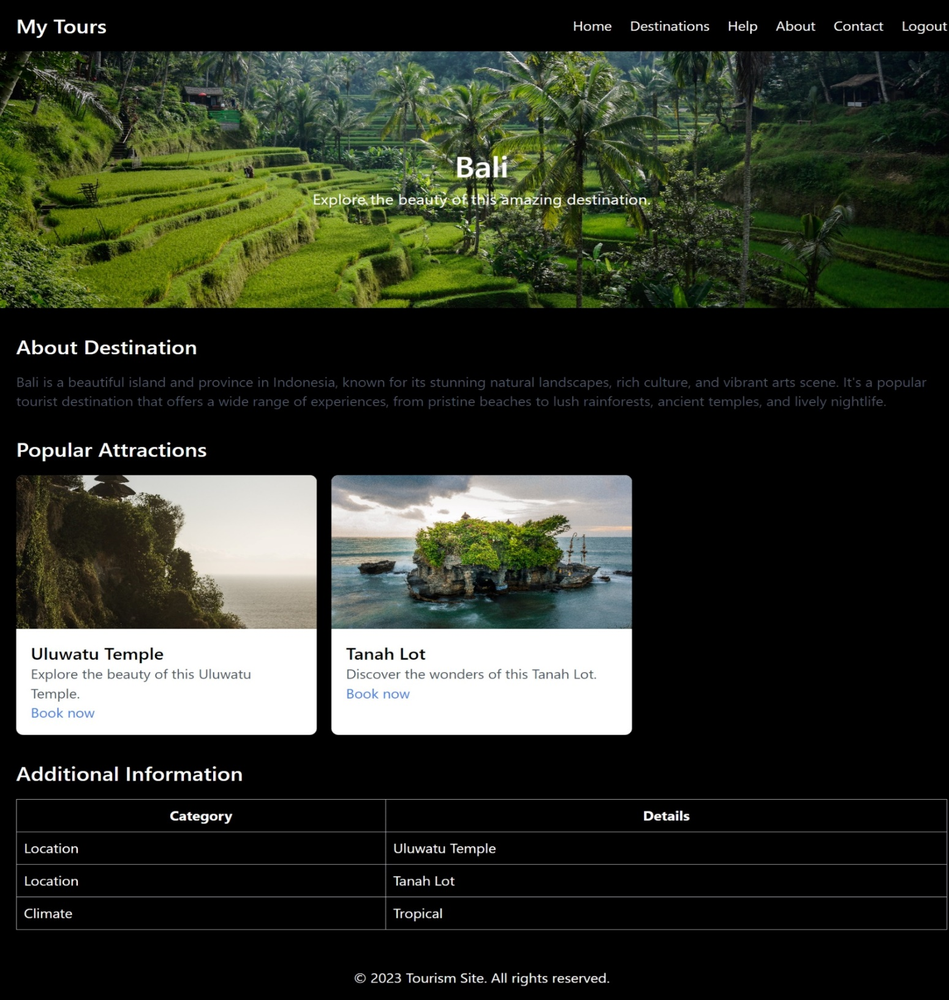 My Tours
Home Destinations Help About Contact Logout
Bali
Explore the beauty of this amazing destination.
About Destination
Bali is a beautiful island and province in Indonesia, known for its stunning natural landscapes, rich culture, and vibrant arts scene. It's a popular
tourist destination that offers a wide range of experiences, from pristine beaches to lush rainforests, ancient temples, and lively nightlife.
Popular Attractions
Uluwatu Temple
Explore the beauty of this Uluwatu
Temple.
Book now
Tanah Lot
Discover the wonders of this Tanah Lot.
Book now
Additional Information
Category Details
Location Uluwatu Temple
Location Tanah Lot
Climate Tropical
© 2023 Tourism Site. All rights reserved.